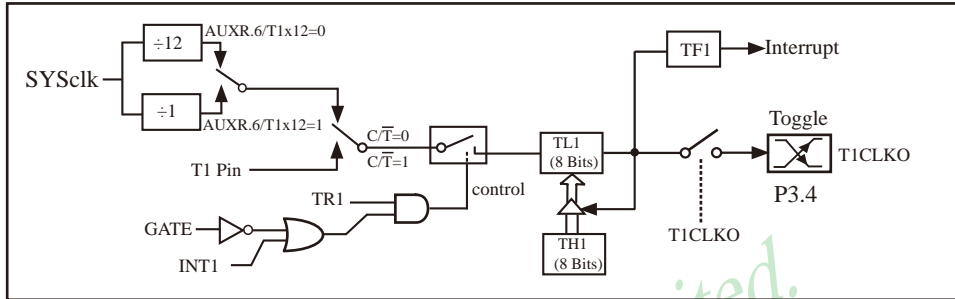 ÷12
AUXR.6/T1x12=0
SYSclk
÷1
AUXR.6/T1x12=1
T1 Pin
C/T̅=0
C/T̅=1
TR1
GATE
INT1
control
TL1
(8 Bits)
TH1
(8 Bits)
TF1
Interrupt
Toggle
T1CLKO
P3.4
T1CLKO